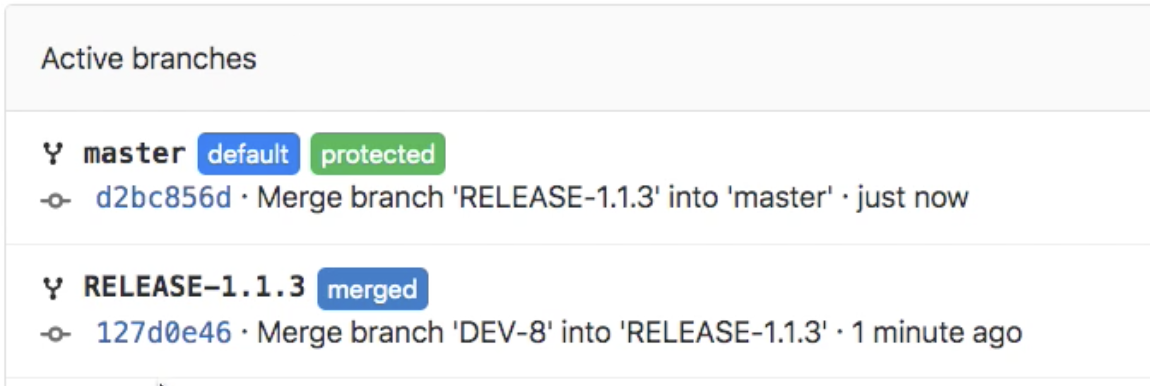 Active branches
master default protected
d2bc856d · Merge branch 'RELEASE-1.1.3' into 'master' · just now
RELEASE-1.1.3 merged
127d0e46 · Merge branch 'DEV-8' into 'RELEASE-1.1.3' · 1 minute ago